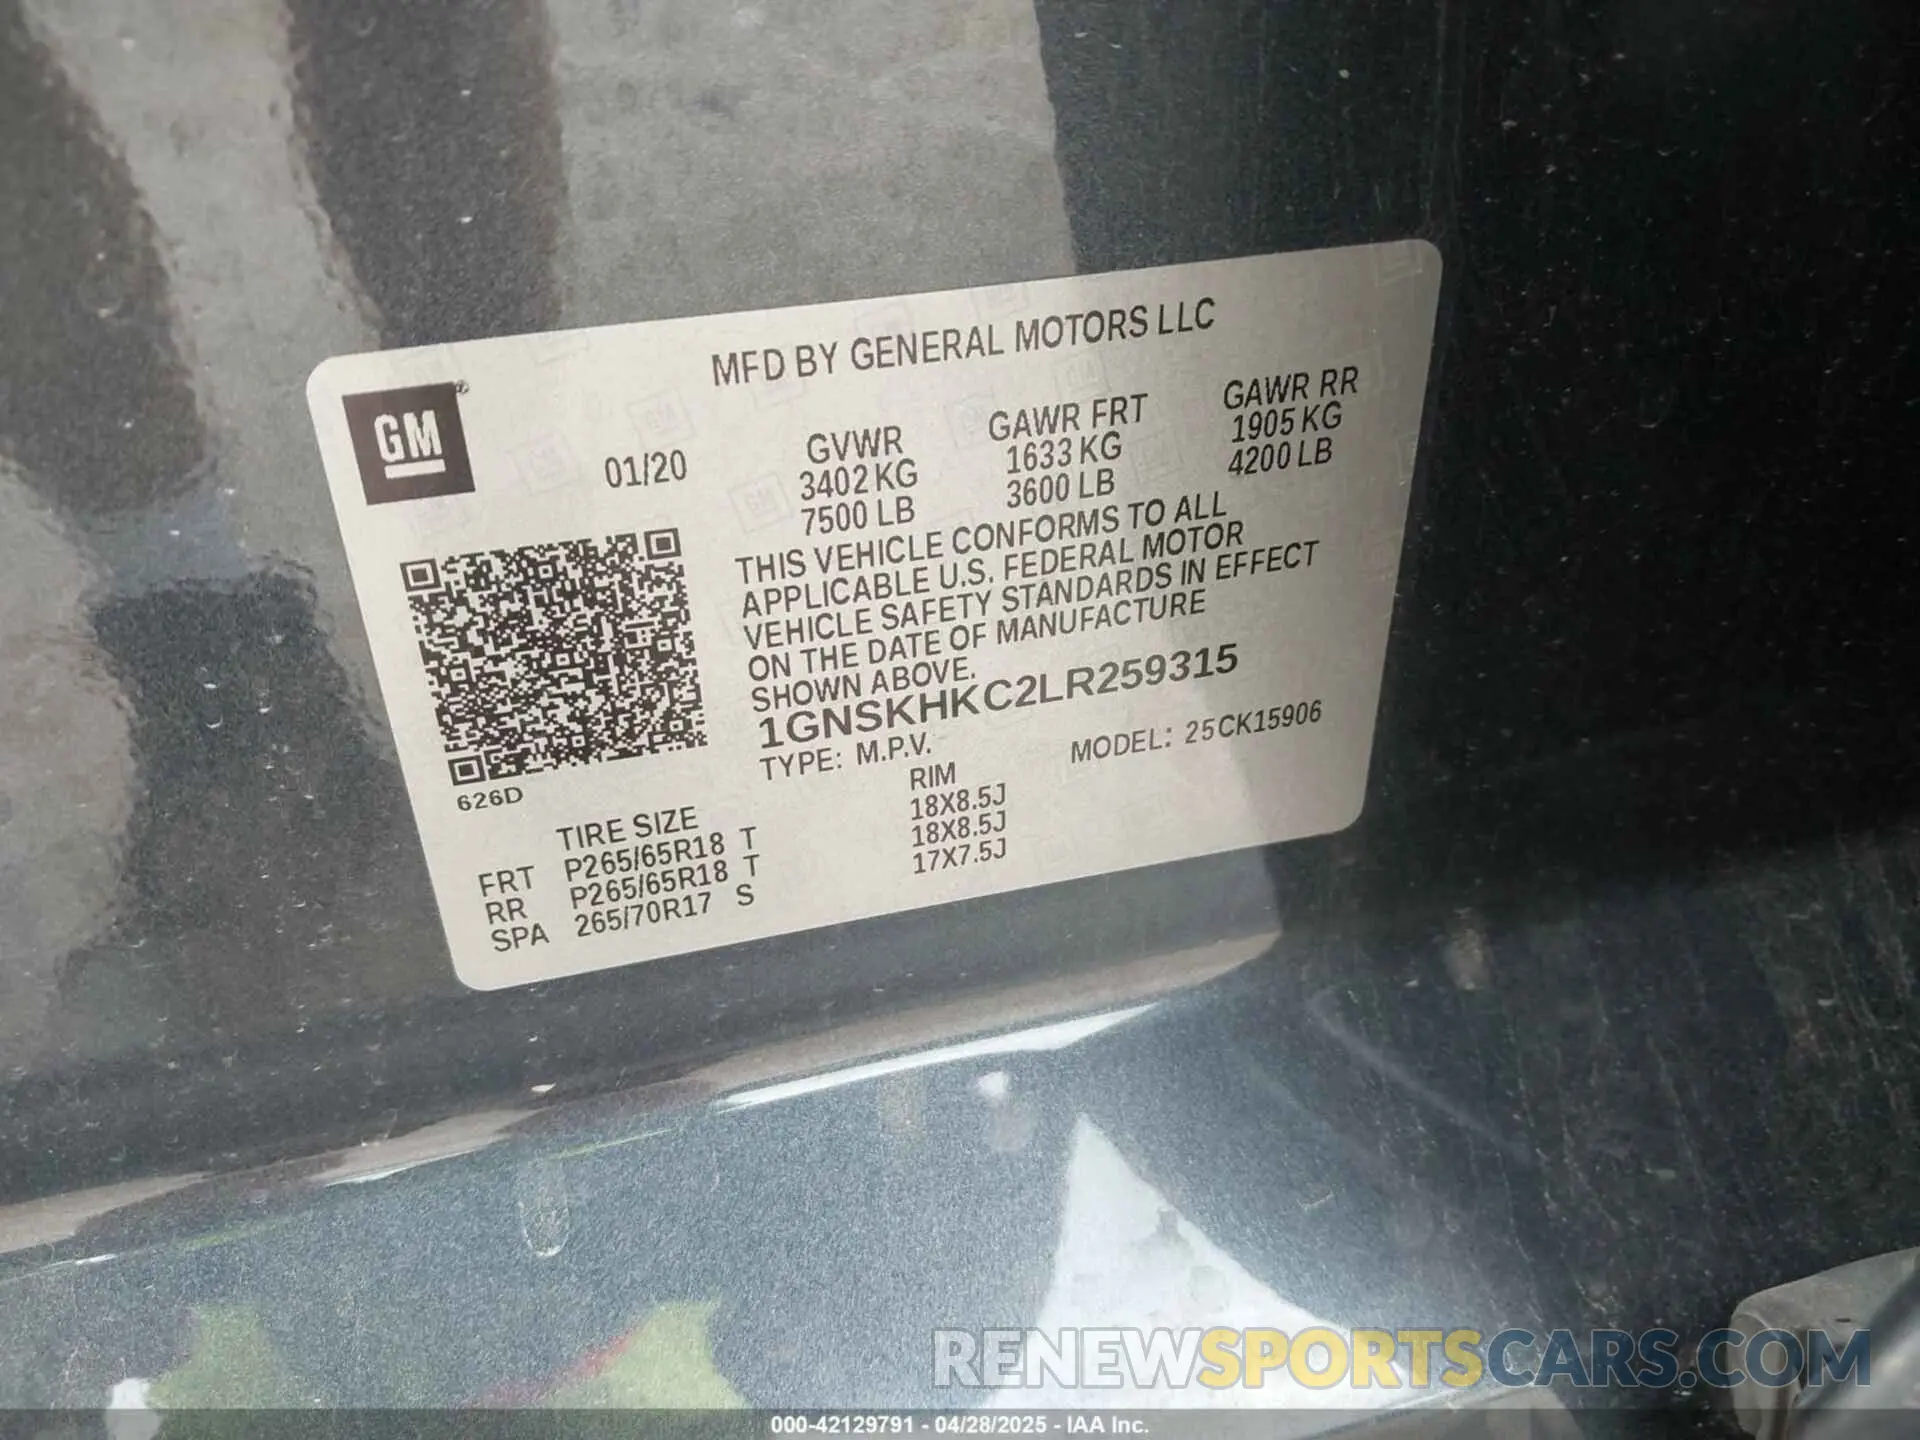 MFD BY GENERAL MOTORS LLC
GM®
01/20
GVWR GAWR FRT GAWR RR
3402 KG 1633 KG 1905 KG
7500 LB 3600 LB 4200 LB
THIS VEHICLE CONFORMS TO ALL
APPLICABLE U.S. FEDERAL MOTOR
VEHICLE SAFETY STANDARDS IN EFFECT
ON THE DATE OF MANUFACTURE
SHOWN ABOVE.
1GNSKHKC2LR259315
TYPE: M.P.V. MODEL: 25CK15906
626D
TIRE SIZE RIM
FRT P265/65R18 T 18X8.5J
RR P265/65R18 T 18X8.5J
SPA 265/70R17 S 17X7.5J
RENEWSPORTSCARS.COM
000-42129791 - 04/28/2025 - IAA Inc.